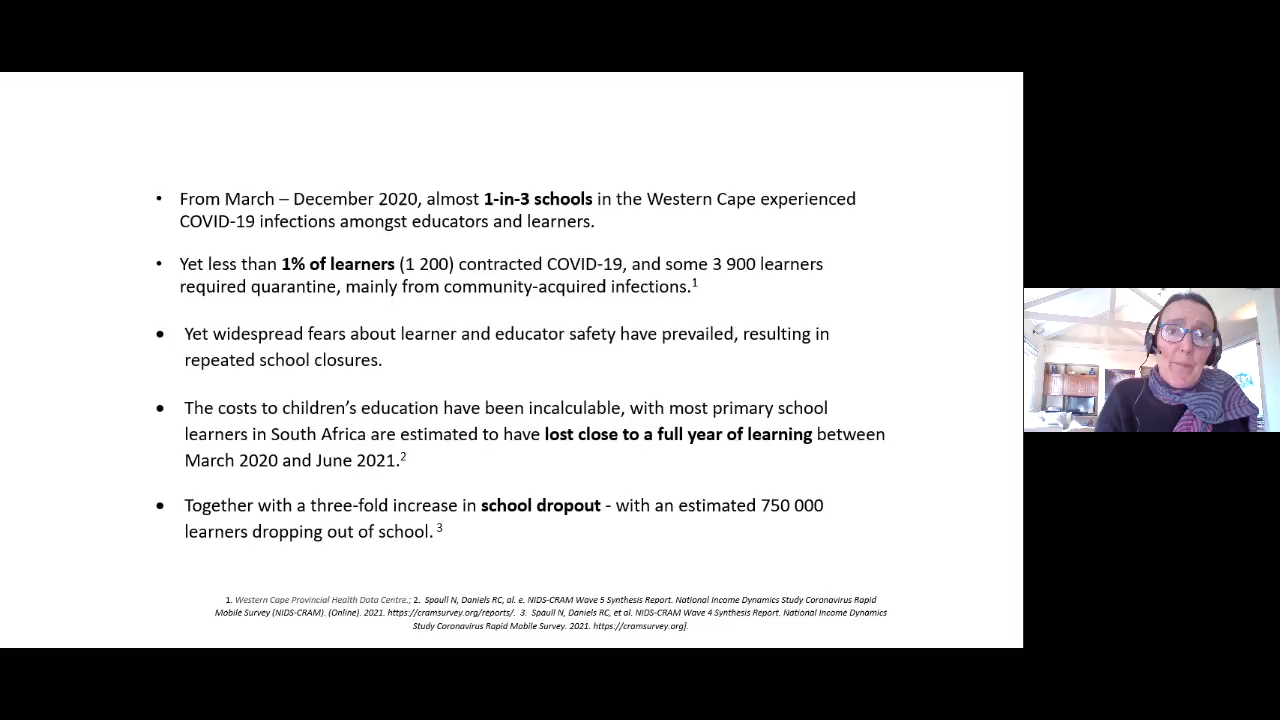 • From March – December 2020, almost 1-in-3 schools in the Western Cape experienced
COVID-19 infections amongst educators and learners.
• Yet less than 1% of learners (1 200) contracted COVID-19, and some 3 900 learners
required quarantine, mainly from community-acquired infections.1
• Yet widespread fears about learner and educator safety have prevailed, resulting in
repeated school closures.
• The costs to children's education have been incalculable, with most primary school
learners in South Africa are estimated to have lost close to a full year of learning between
March 2020 and June 2021.2
• Together with a three-fold increase in school dropout - with an estimated 750 000
learners dropping out of school. 3
1. Western Cape Provincial Health Data Centre.; 2. Spaull N, Daniels RC, al. e. NIDS-CRAM Wave 5 Synthesis Report. National Income Dynamics Study Coronavirus Rapid
Mobile Survey (NIDS-CRAM). (Online). 2021. https://cramsurvey.org/reports/. 3. Spaull N, Daniels RC, et al. NIDS-CRAM Wave 4 Synthesis Report. National Income Dynamics
Study Coronavirus Rapid Mobile Survey. 2021. https://cramsurvey.org].